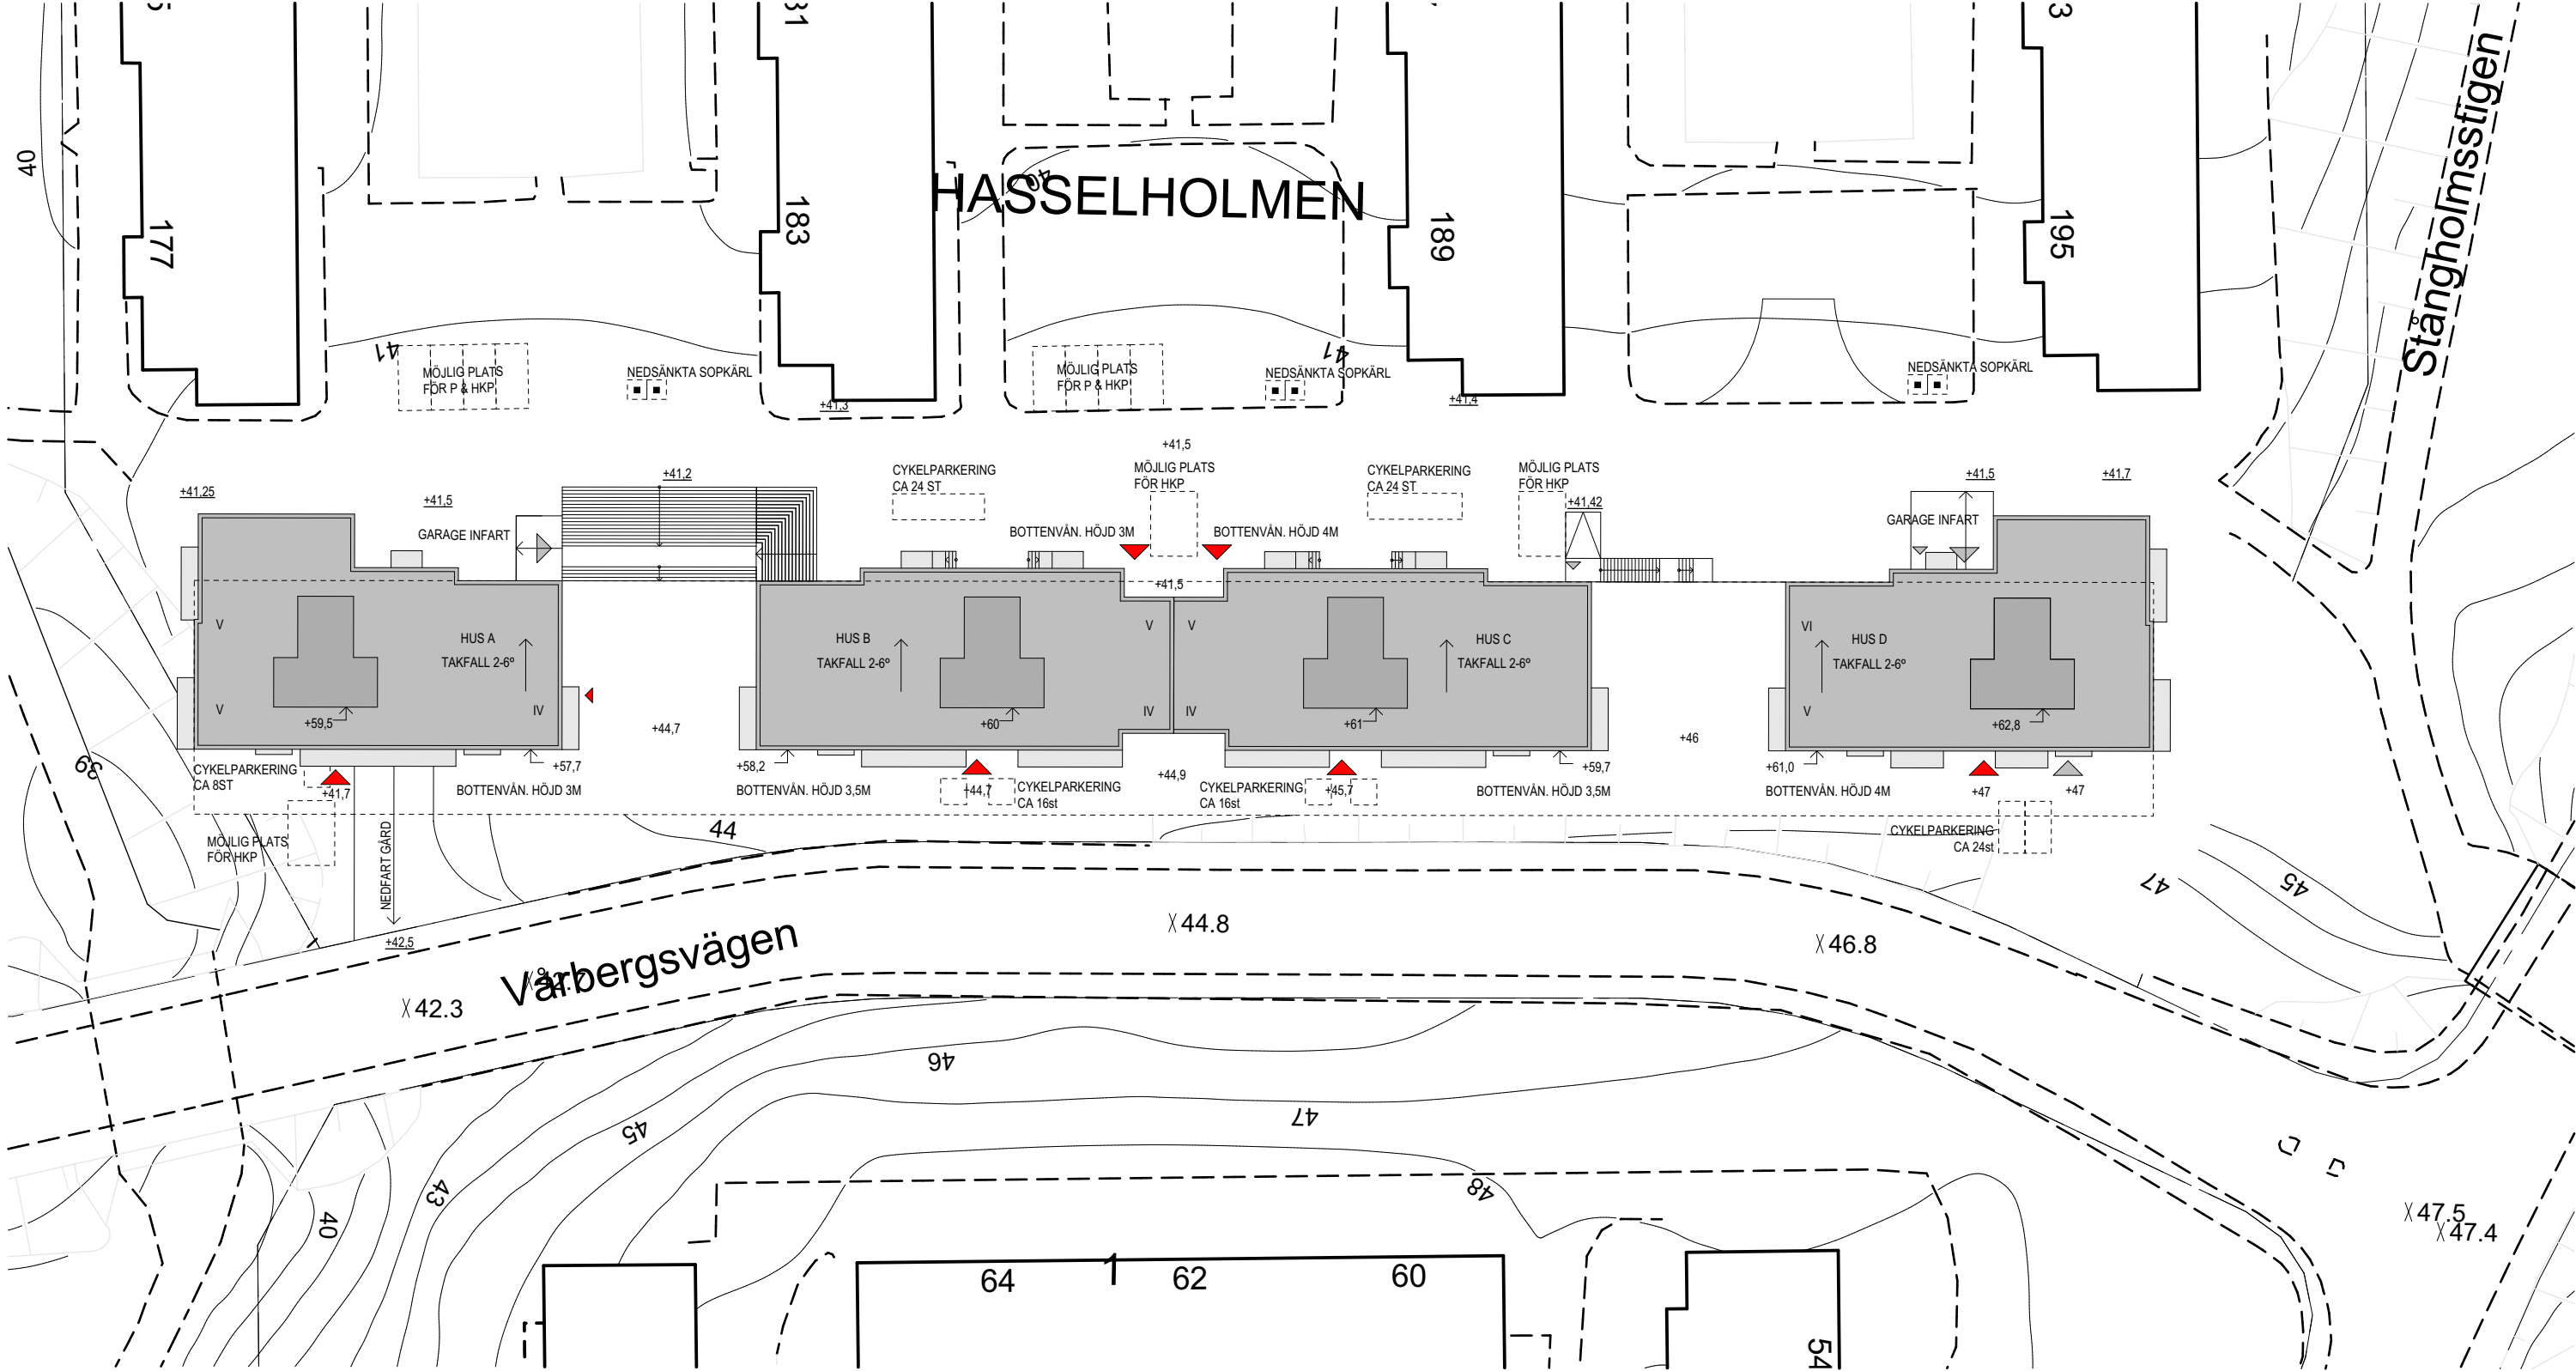 40
177
183
189
195
HASSELHOLMEN
40
Stångholmsstigen
41
MÖJLIG PLATS
FÖR P & HKP
NEDSÄNKTA SOPKÄRL
+41,3
41
MÖJLIG PLATS
FÖR P & HKP
NEDSÄNKTA SOPKÄRL
+41,4
NEDSÄNKTA SOPKÄRL
+41,25
+41,5
GARAGE INFART
+41,2
CYKELPARKERING
CA 24 ST
+41,5
MÖJLIG PLATS
FÖR HKP
BOTTENVÅN. HÖJD 3M
BOTTENVÅN. HÖJD 4M
CYKELPARKERING
CA 24 ST
MÖJLIG PLATS
FÖR HKP
+41,42
+41,5
GARAGE INFART
+41,7
+41,5
V
HUS A
TAKFALL 2-6º
V
IV
+59,5
+44,7
HUS B
TAKFALL 2-6º
V
IV
+60
V
IV
HUS C
TAKFALL 2-6º
+61
+46
VI
HUS D
TAKFALL 2-6º
V
+62,8
39
CYKELPARKERING
CA 8ST
+41,7
+57,7
BOTTENVÅN. HÖJD 3M
+58,2
BOTTENVÅN. HÖJD 3,5M
+44,7
CYKELPARKERING
CA 16st
+44,9
CYKELPARKERING
CA 16st
+45,7
+59,7
BOTTENVÅN. HÖJD 3,5M
+61,0
BOTTENVÅN. HÖJD 4M
+47
+47
MÖJLIG PLATS
FÖR HKP
NEDFART GÅRD
+42,5
44
CYKELPARKERING
CA 24st
47
45
Vårbergsvägen
42.3
44.8
46.8
46
47
45
43
40
48
47.5
47.4
64
1
62
60
54